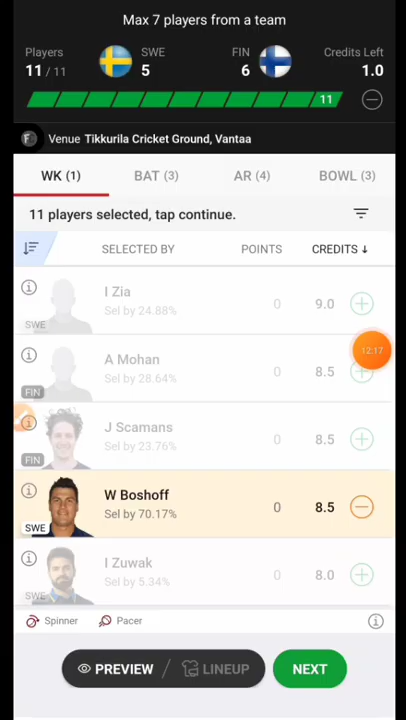 Max 7 players from a team
Players SWE FIN Credits Left
11 / 11 5 6 1.0
11
F Venue Tikkurila Cricket Ground, Vantaa
WK (1) BAT (3) AR (4) BOWL (3)
11 players selected, tap continue.
SELECTED BY POINTS CREDITS ↓
I Zia
Sel by 24.88% 0 9.0
SWE
A Mohan
Sel by 28.64% 0 8.5
FIN
12:17
J Scamans
Sel by 23.76% 0 8.5
FIN
W Boshoff
Sel by 70.17% 0 8.5
SWE
I Zuwak
Sel by 5.34% 0 8.0
SWE
Spinner Pacer
PREVIEW / LINEUP NEXT